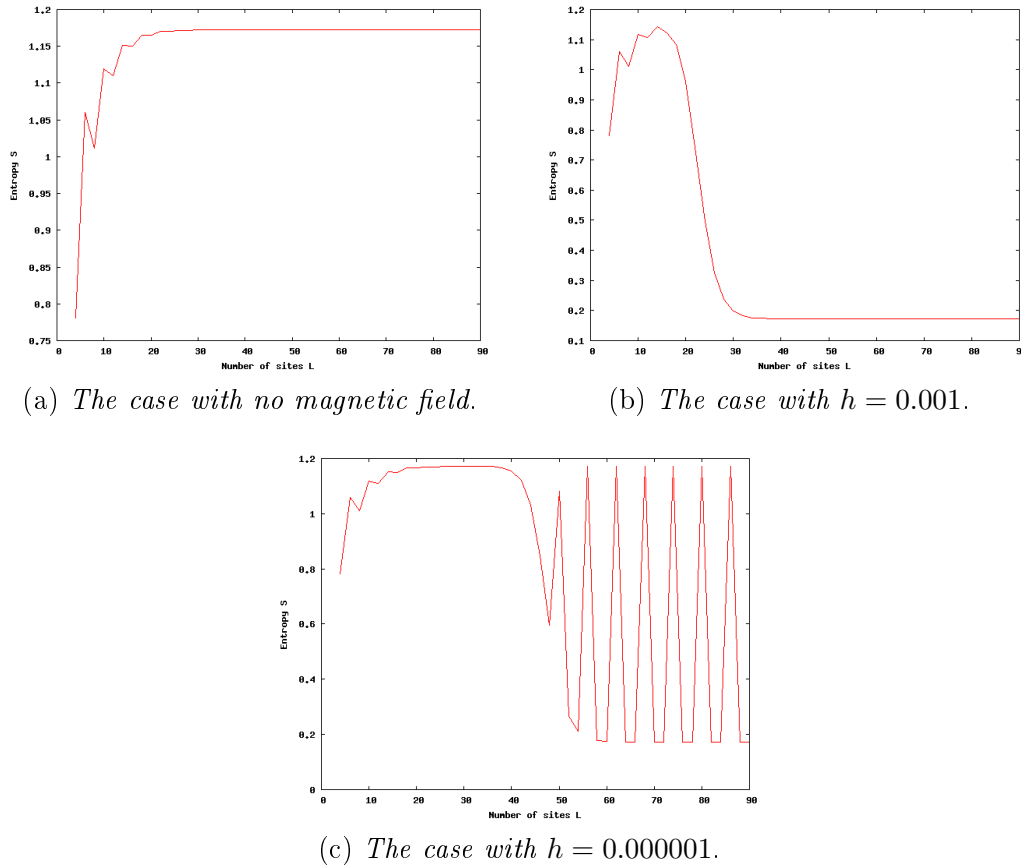 1.2
1.15
1.1
1.05
1
0.95
0.9
0.85
0.8
0.75
Entropy S
0 10 20 30 40 50 60 70 80 90
Number of sites L
(a) The case with no magnetic field.
1.2
1.1
1
0.9
0.8
0.7
0.6
0.5
0.4
0.3
0.2
0.1
Entropy S
0 10 20 30 40 50 60 70 80 90
Number of sites L
(b) The case with h = 0.001.
1.2
1
0.8
0.6
0.4
0.2
0
Entropy S
0 10 20 30 40 50 60 70 80 90
Number of sites L
(c) The case with h = 0.000001.